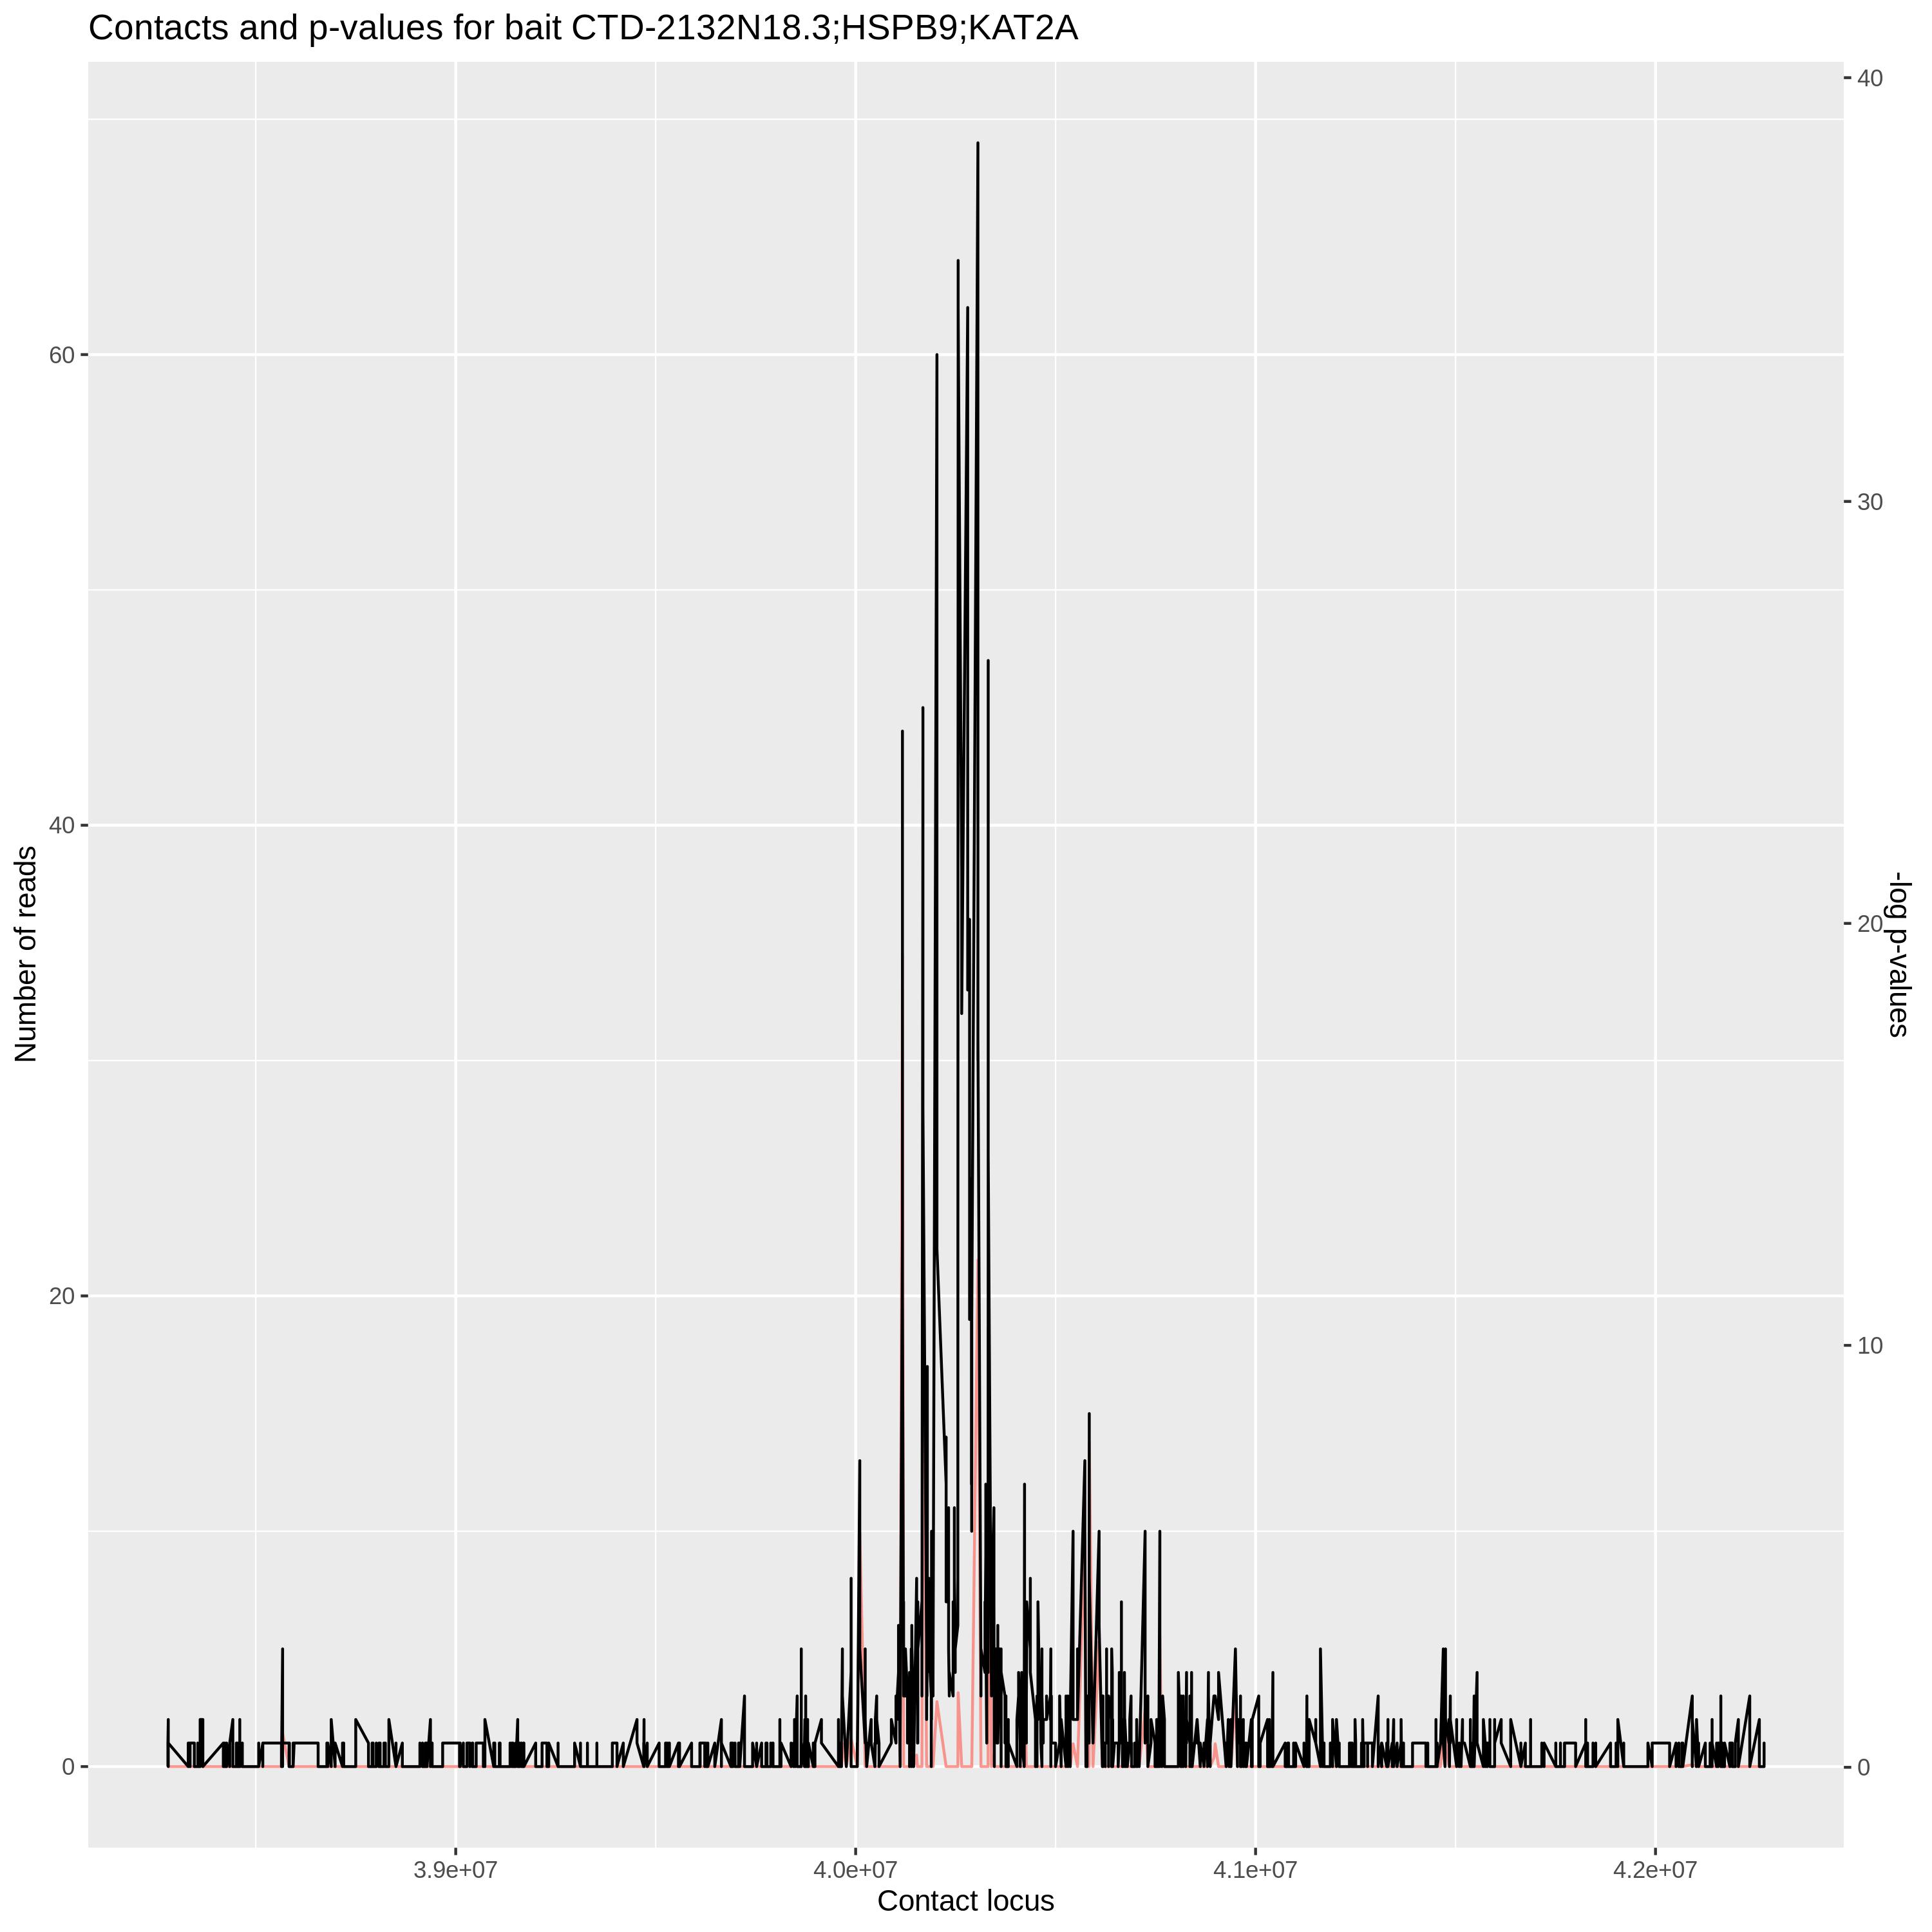 Contacts and p-values for bait CTD-2132N18.3;HSPB9;KAT2A
Number of reads
60
40
20
0
40
30
20
10
0
-log p-values
3.9e+07
4.0e+07
4.1e+07
4.2e+07
Contact locus